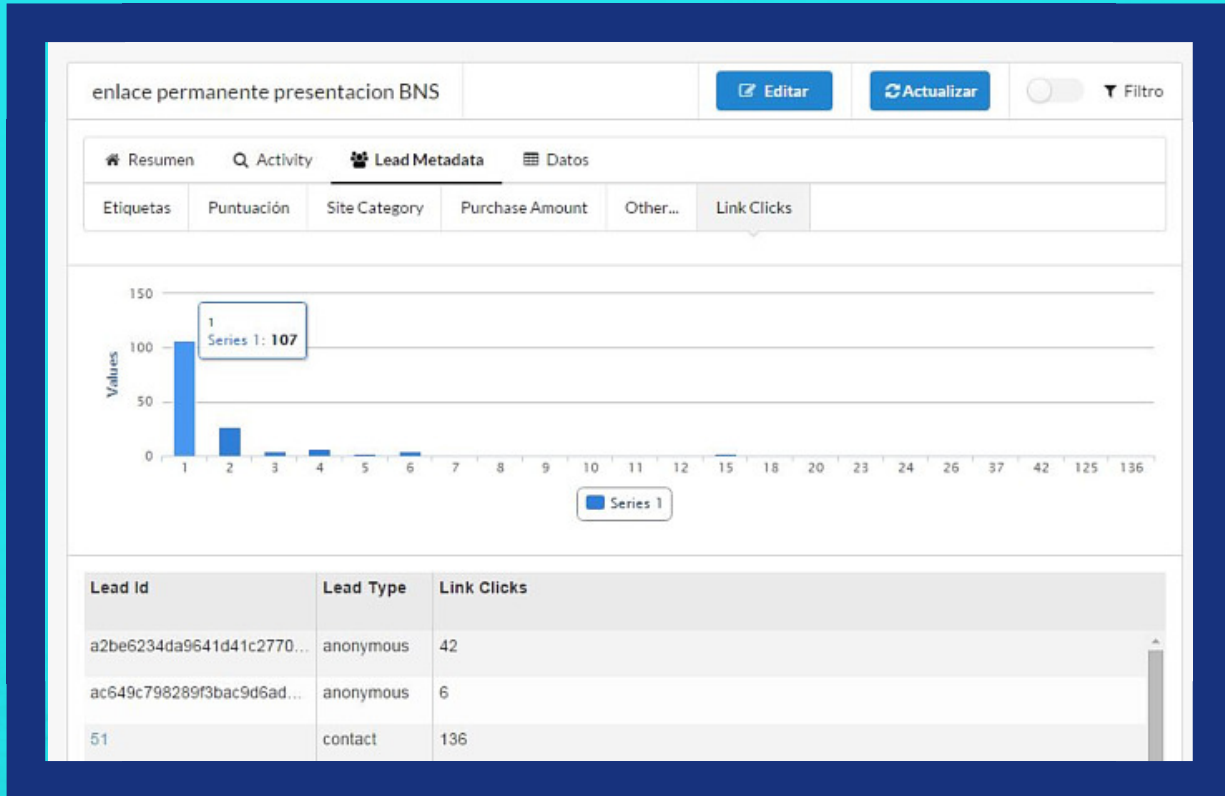 enlace permanente presentacion BNS
Editar
Actualizar
Filtro
Resumen
Activity
Lead Metadata
Datos
Etiquetas
Puntuación
Site Category
Purchase Amount
Other...
Link Clicks
150
100
50
0
Values
1
Series 1: 107
1 2 3 4 5 6 7 8 9 10 11 12 15 18 20 23 24 26 37 42 125 136
Series 1
Lead Id Lead Type Link Clicks
a2be6234da9641d41c2770... anonymous 42
ac649c798289f3bac9d6ad... anonymous 6
51 contact 136